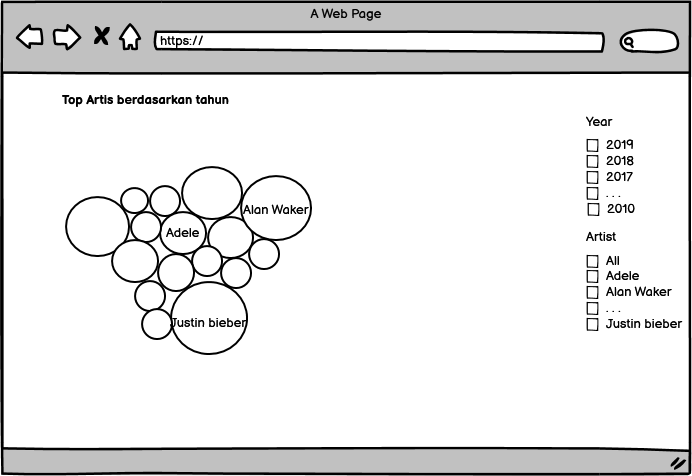 A Web Page
https://
Top Artis berdasarkan tahun
Year
2019
2018
2017
. . .
2010
Artist
All
Adele
Alan Waker
. . .
Justin bieber
Alan Waker
Adele
Justin bieber